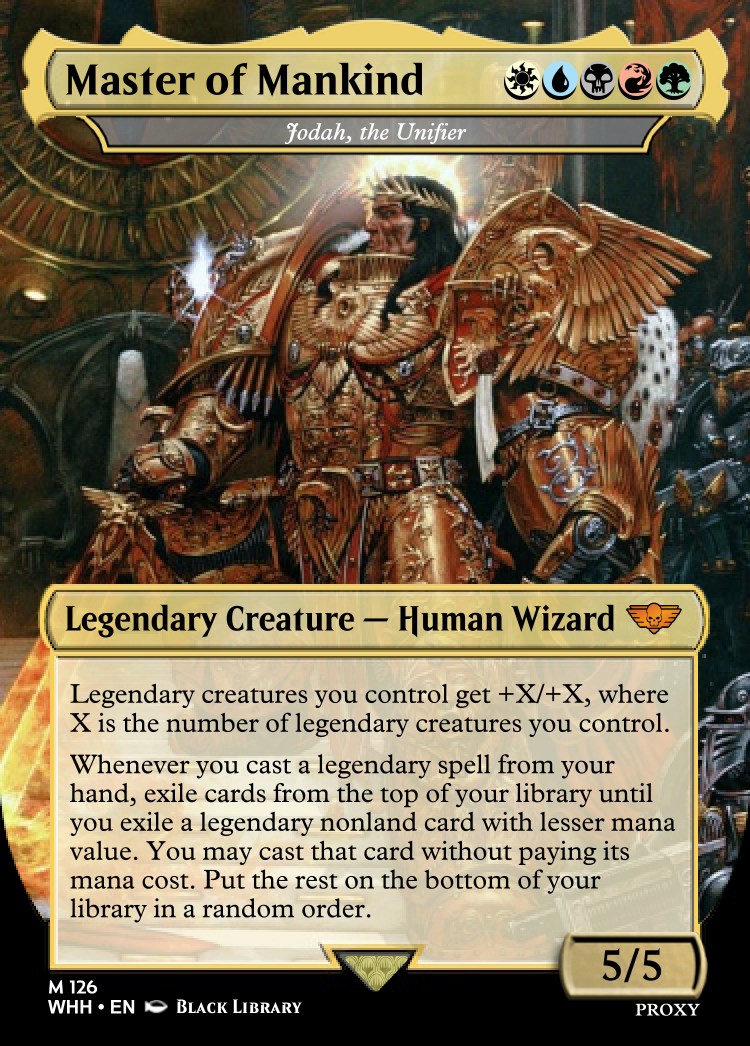 Master of Mankind
Jodah, the Unifier
Legendary Creature — Human Wizard
Legendary creatures you control get +X/+X, where
X is the number of legendary creatures you control.
Whenever you cast a legendary spell from your
hand, exile cards from the top of your library until
you exile a legendary nonland card with lesser mana
value. You may cast that card without paying its
mana cost. Put the rest on the bottom of your
library in a random order.
5/5
M 126
WHH • EN Black Library
PROXY